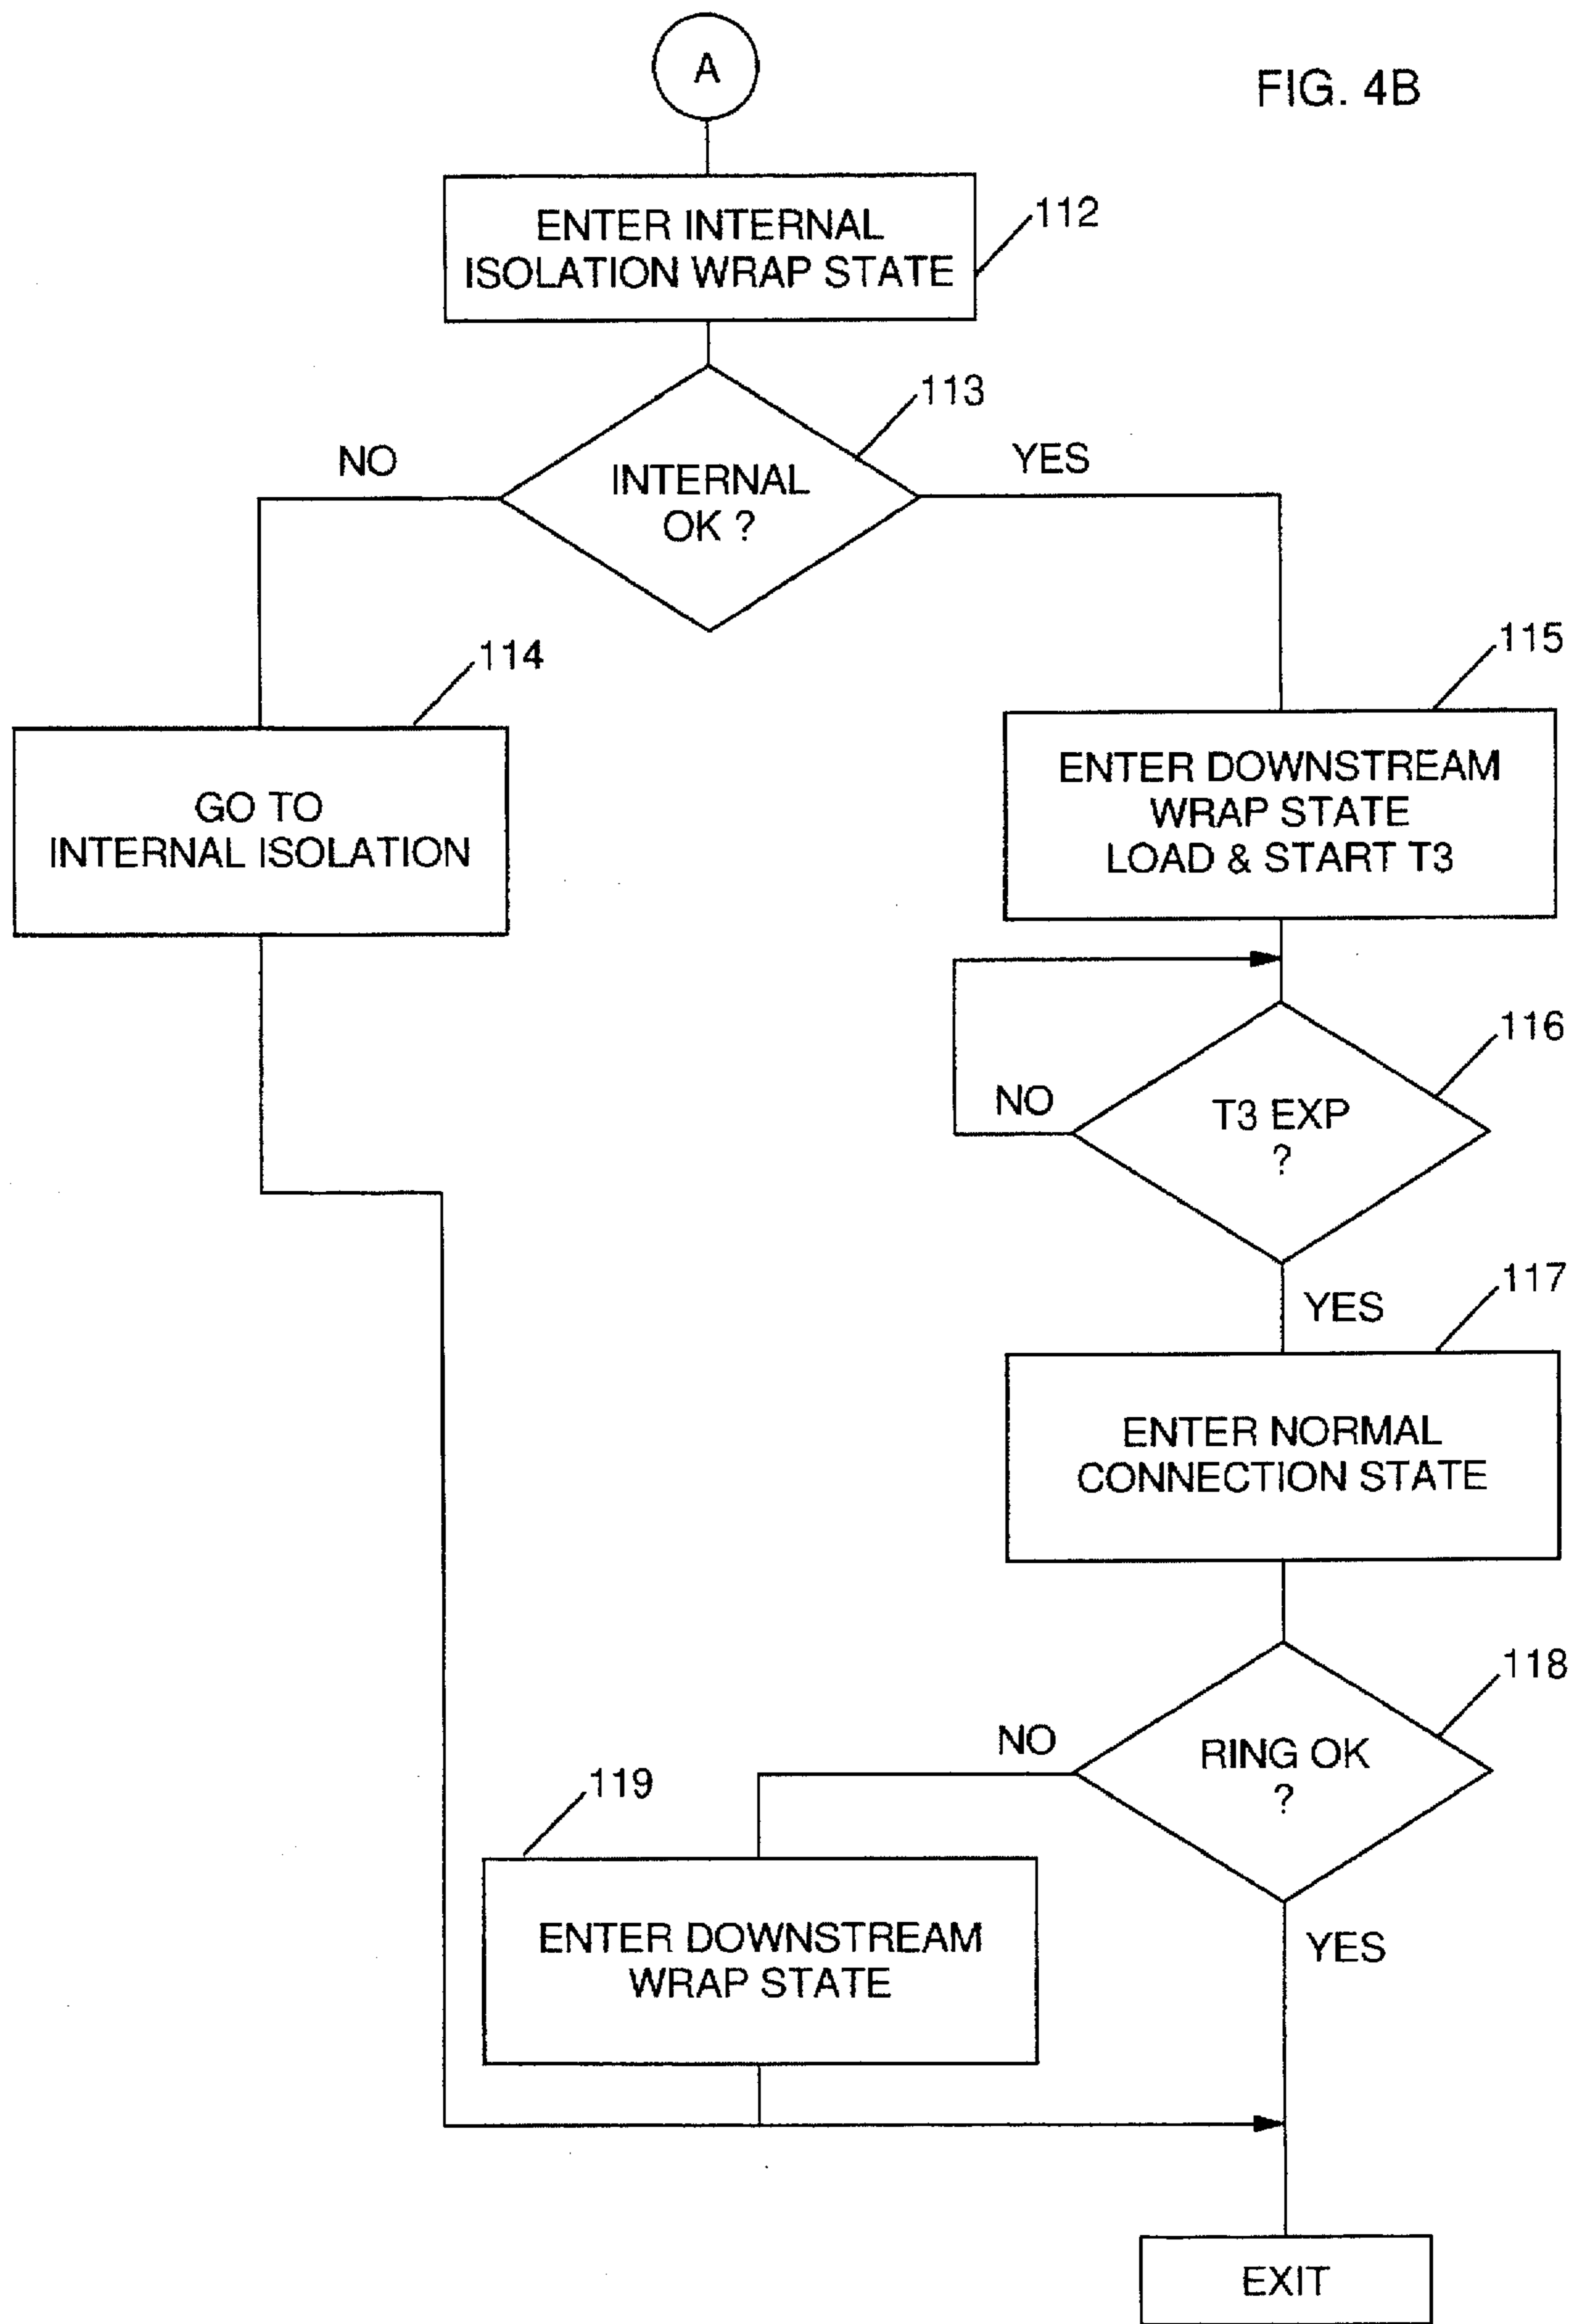 A
FIG. 4B
ENTER INTERNAL
ISOLATION WRAP STATE
112
113
NO
YES
INTERNAL
OK ?
114
115
GO TO
INTERNAL ISOLATION
ENTER DOWNSTREAM
WRAP STATE
LOAD & START T3
116
NO
T3 EXP
?
117
YES
ENTER NORMAL
CONNECTION STATE
118
NO
RING OK
?
119
ENTER DOWNSTREAM
WRAP STATE
YES
EXIT